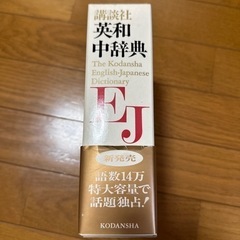 講談社
英和
中辞典
The Kodansha
English-Japanese
Dictionary
EJ
新発売
語数14万
特大容量で
話題独占!
KODANSHA